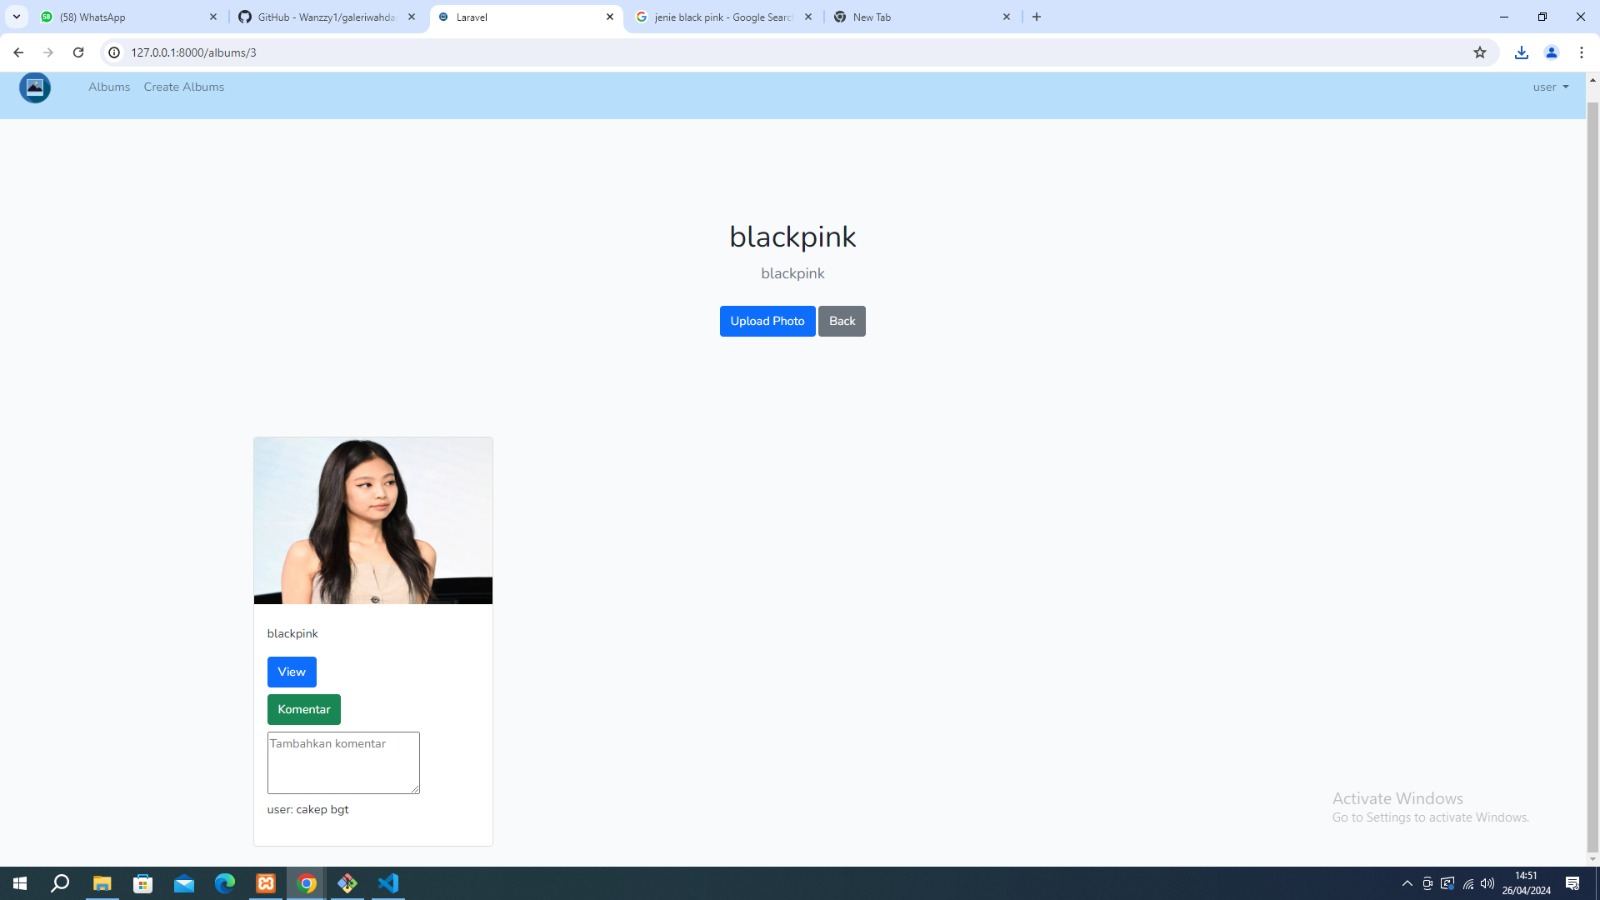 (58) WhatsApp
GitHub - Wanzzy1/galeriwahda
Laravel
jenie black pink - Google Searc
New Tab
127.0.0.1:8000/albums/3
Albums
Create Albums
user
blackpink
blackpink
Upload Photo
Back
blackpink
View
Komentar
Tambahkan komentar
user: cakep bgt
Activate Windows
Go to Settings to activate Windows.
14:51
26/04/2024